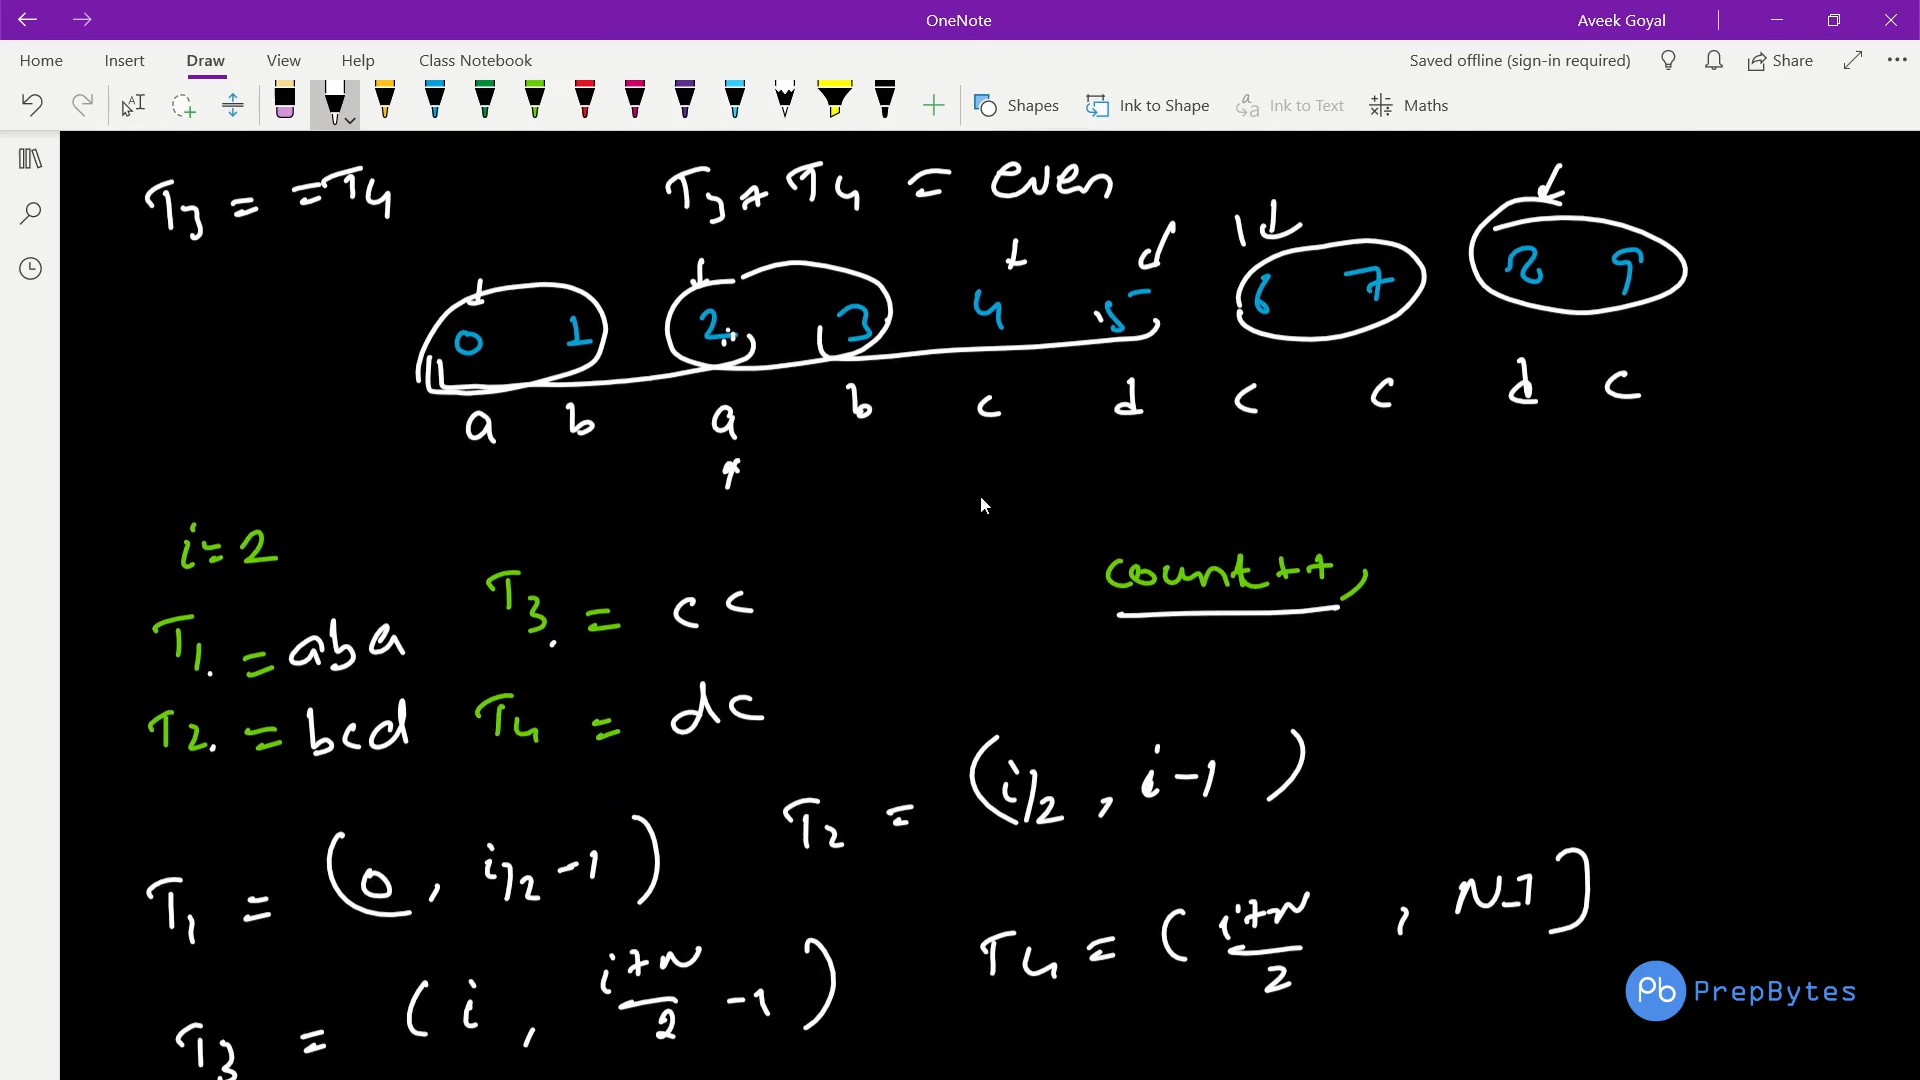 OneNote Aveek Goyal
Home Insert Draw View Help Class Notebook Saved offline (sign-in required) Share
Shapes Ink to Shape Ink to Text Maths
T3 = =T4 T3 + T4 = even
0 1 2 3 4 5 6 7 8 9
a b a b c d c c d c
i = 2
count++,
T1. = aba T3. = cc
T2. = bcd T4 = dc
T2 = (i/2 , i-1 )
T1 = (0 , i/2 -1 )
T4 = ( i+N/2 , N-1 ]
T3 = ( i , i+N/2 -1 )
Pb PrepBytes